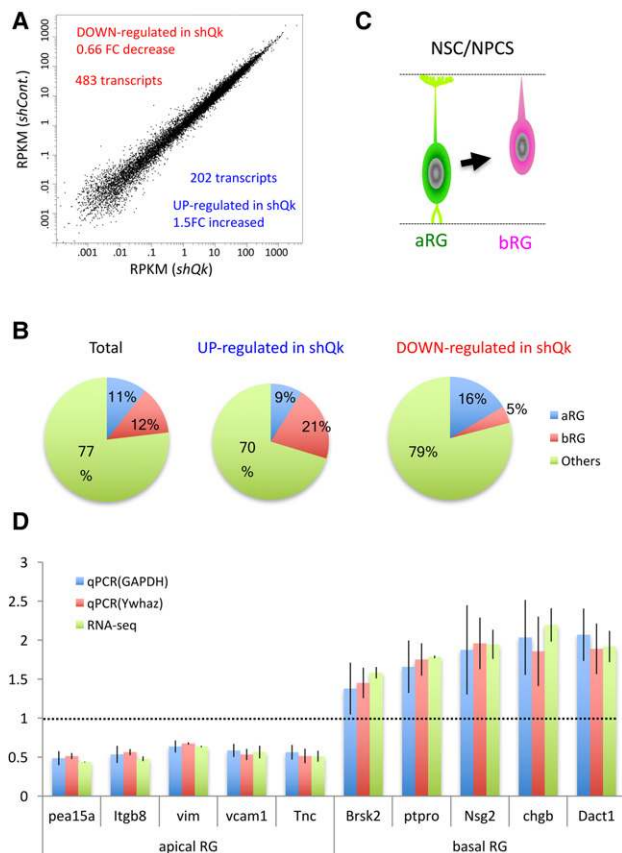 A
DOWN-regulated in shQk
0.66 FC decrease
483 transcripts
202 transcripts
UP-regulated in shQk
1.5FC increased
RPKM (shCont.)
1000
100
10
1
.1
.01
.001
.001 .01 .1 1 10 100 1000
RPKM (shQk)
C
NSC/NPCS
aRG
bRG
B
Total
11%
12%
77
%
UP-regulated in shQk
9%
21%
70
%
DOWN-regulated in shQk
16%
5%
79%
aRG
bRG
Others
D
3
2.5
2
1.5
1
0.5
0
qPCR(GAPDH)
qPCR(Ywhaz)
RNA-seq
pea15a Itgb8 vim vcam1 Tnc Brsk2 ptpro Nsg2 chgb Dact1
apical RG basal RG